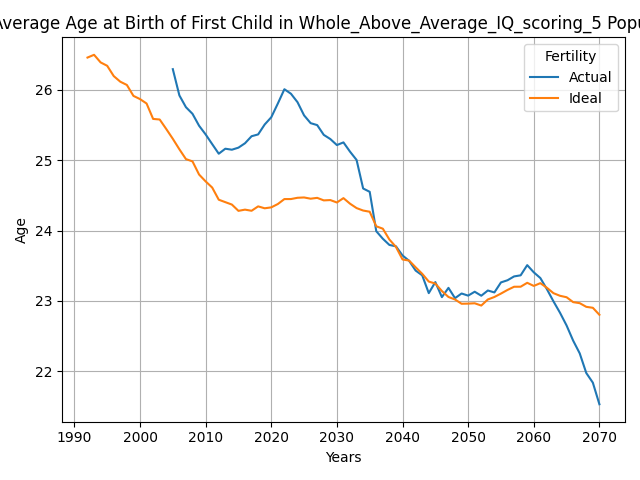 Average Age at Birth of First Child in Whole_Above_Average_IQ_scoring_5
Fertility
Actual
Ideal
26
25
24
23
22
Age
1990 2000 2010 2020 2030 2040 2050 2060 2070
Years